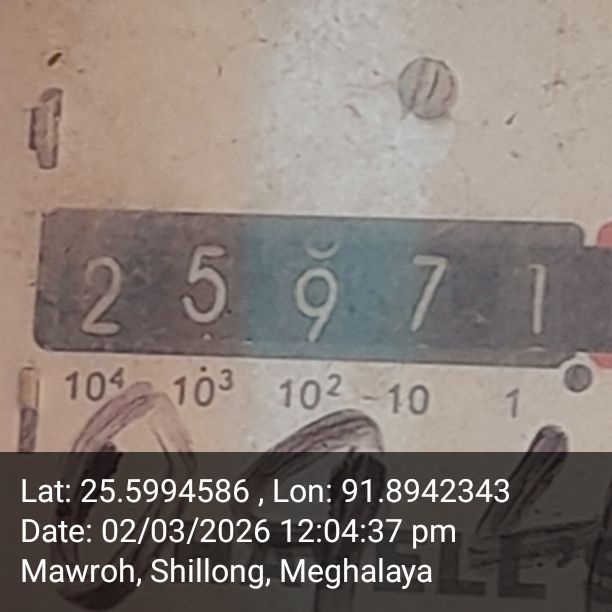 2 5 9 7 1
10⁴ 10³ 10² 10 1
Lat: 25.5994586 , Lon: 91.8942343
Date: 02/03/2026 12:04:37 pm
Mawroh, Shillong, Meghalaya